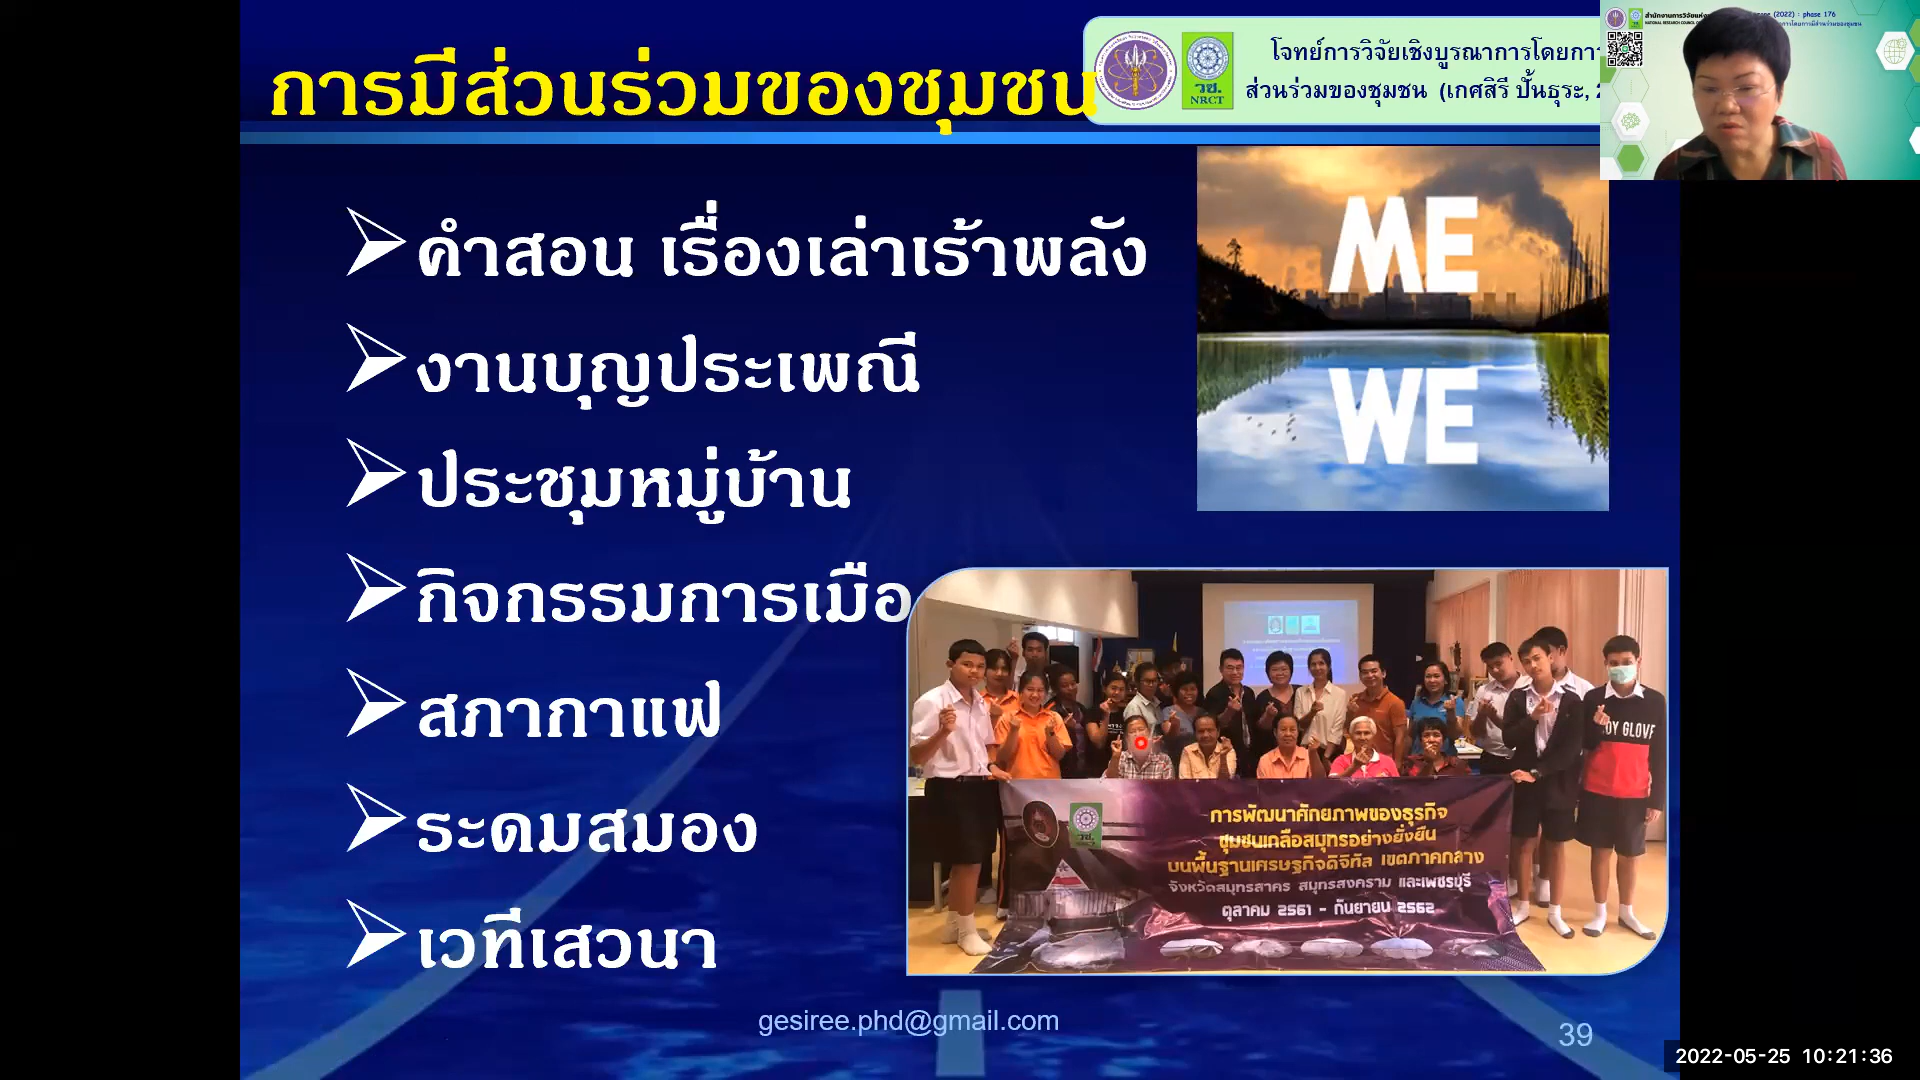 การมีส่วนร่วมของชุมชน
วช.
NRCT
โจทย์การวิจัยเชิงบูรณาการโดยการ
ส่วนร่วมของชุมชน (เกศสิรี ปั้นธุระ,
(2022) : phase 176
คำสอน เรื่องเล่าเร้าพลัง
งานบุญประเพณี
ประชุมหมู่บ้าน
กิจกรรมการเมือ
สภากาแฟ
ระดมสมอง
เวทีเสวนา
ME
WE
OY GLOVE
วช.
การพัฒนาศักยภาพของธุรกิจ
ชุมชนเกลือสมุทรอย่างยั่งยืน
บนพื้นฐานเศรษฐกิจดิจิทัล เขตภาคกลาง
จังหวัดสมุทรสาคร สมุทรสงคราม และเพชรบุรี
ตุลาคม 2561 - กันยายน 2562
gesiree.phd@gmail.com
39
2022-05-25 10:21:36